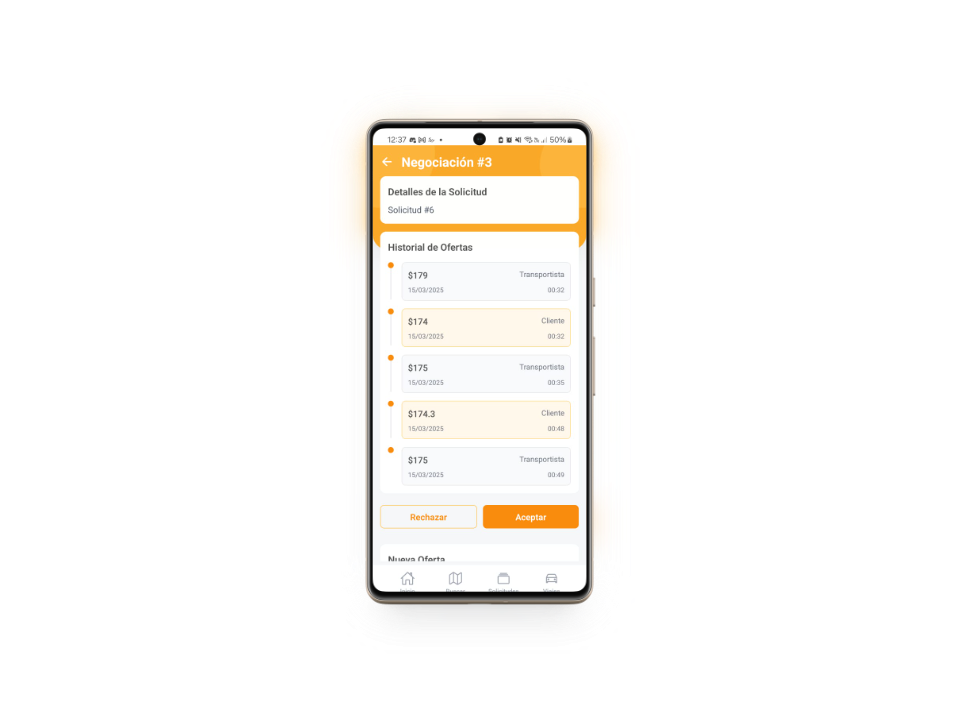 12:37 50%
Negociación #3
Detalles de la Solicitud
Solicitud #6
Historial de Ofertas
$179 Transportista
15/03/2025 00:32
$174 Cliente
15/03/2025 00:32
$175 Transportista
15/03/2025 00:35
$174.3 Cliente
15/03/2025 00:48
$175 Transportista
15/03/2025 00:49
Rechazar Aceptar
Nueva Oferta
Inicio Buscar Solicitudes Viajes